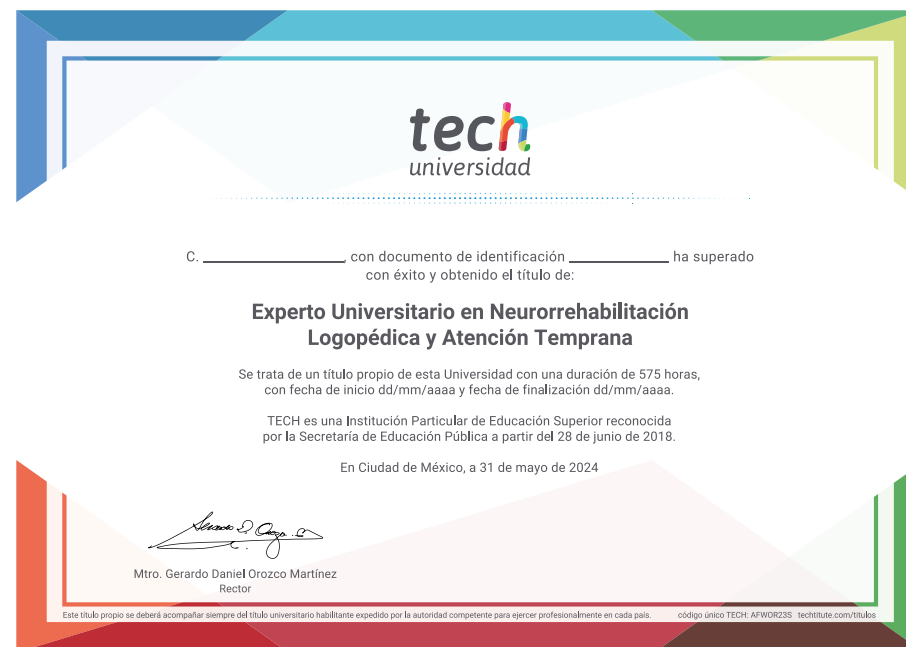 tech
universidad
C. ____________, con documento de identificación ____________ ha superado
con éxito y obtenido el título de:
Experto Universitario en Neurorrehabilitación
Logopédica y Atención Temprana
Se trata de un título propio de esta Universidad con una duración de 575 horas,
con fecha de inicio dd/mm/aaaa y fecha de finalización dd/mm/aaaa.
TECH es una Institución Particular de Educación Superior reconocida
por la Secretaría de Educación Pública a partir del 28 de junio de 2018.
En Ciudad de México, a 31 de mayo de 2024
Mtro. Gerardo Daniel Orozco Martínez
Rector
Este título propio se deberá acompañar siempre del título universitario habilitante expedido por la autoridad competente para ejercer profesionalmente en cada país. código único TECH: AFWOR23S techtitute.com/titulos